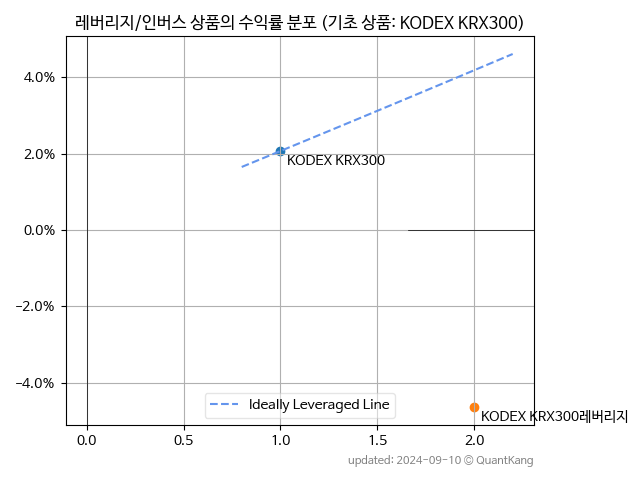 레버리지/인버스 상품의 수익률 분포 (기초 상품: KODEX KRX300)
4.0%
2.0%
0.0%
−2.0%
−4.0%
KODEX KRX300
KODEX KRX300레버리지
Ideally Leveraged Line
0.0 0.5 1.0 1.5 2.0
updated: 2024-09-10 © QuantKang